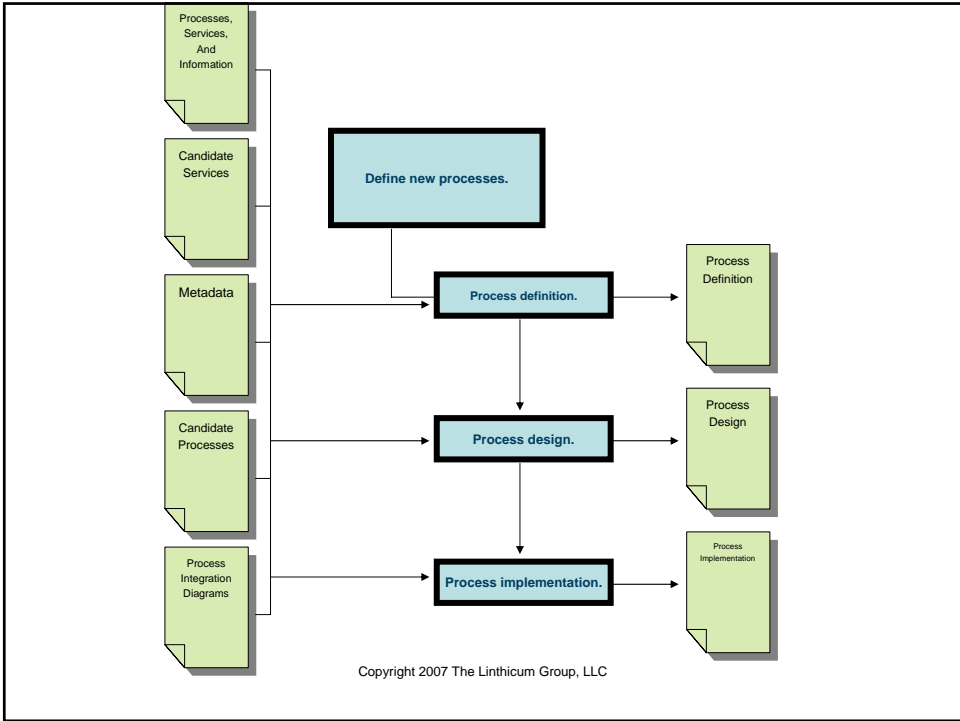 Processes,
Services,
And
Information
Candidate
Services
Metadata
Candidate
Processes
Process
Integration
Diagrams
Define new processes.
Process definition.
Process design.
Process implementation.
Process
Definition
Process
Design
Process
Implementation
Copyright 2007 The Linthicum Group, LLC